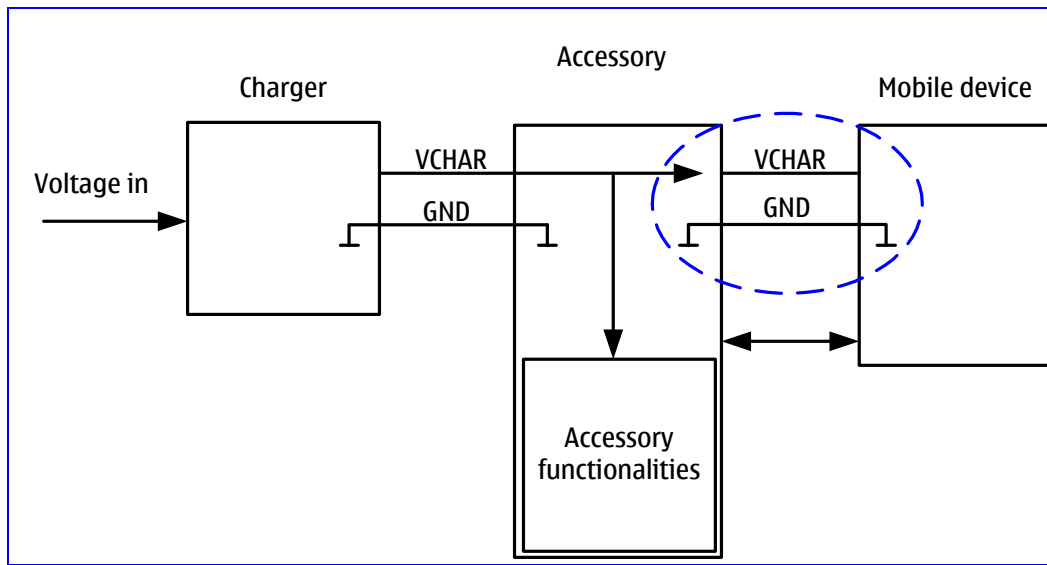 Accessory
Charger
Mobile device
VCHAR
VCHAR
Voltage in
GND
GND
Accessory
functionalities